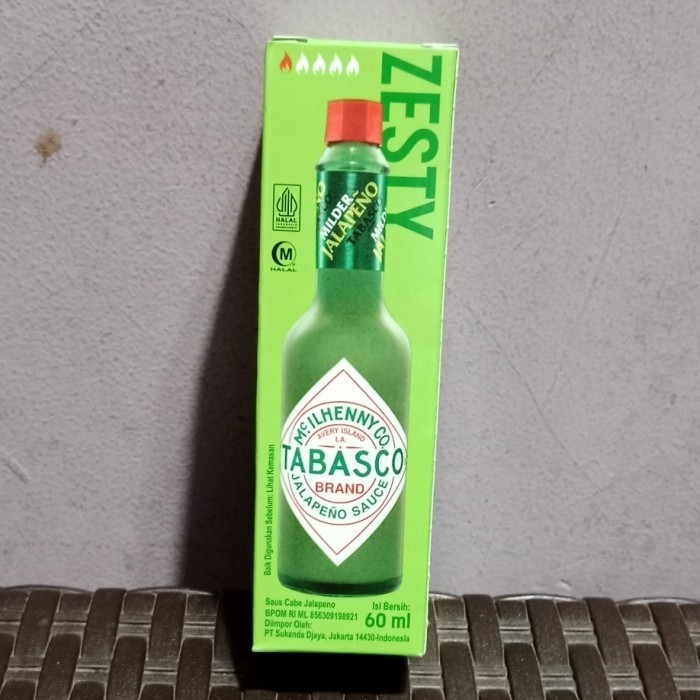 ZESTY
MILDER
JALAPEÑO
TABASCO
HALAL
INDONESIA
M
HALAL
McILHENNY CO.
AVERY ISLAND
LA.
TABASCO
BRAND
JALAPEÑO SAUCE
Baik Digunakan Sebelum: Lihat Kemasan
Saus Cabe Jalapeno
BPOM RI ML 856309198921
Diimpor Oleh:
PT Sukanda Djaya, Jakarta 14430-Indonesia
Isi Bersih:
60 ml